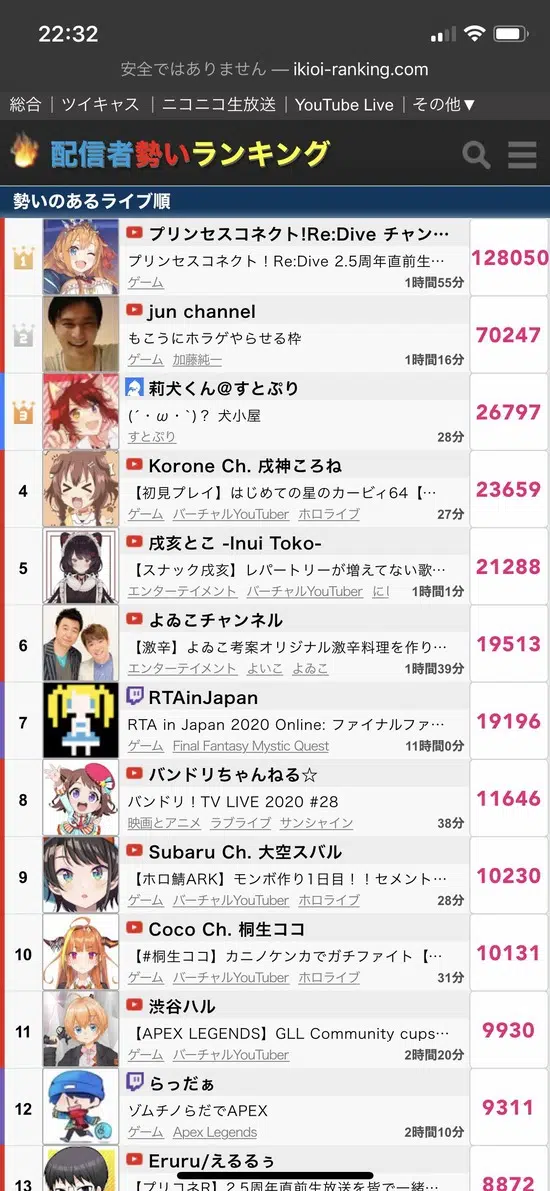 22:32
安全ではありません — ikioi-ranking.com
総合｜ツイキャス｜ニコニコ生放送｜YouTube Live｜その他▼
配信者勢いランキング
勢いのあるライブ順
1
プリンセスコネクト!Re:Dive チャン…
プリンセスコネクト！Re:Dive 2.5周年直前生…
ゲーム 1時間55分
128050
2
jun channel
もこうにホラゲやらせる枠
ゲーム 加藤純一 1時間16分
70247
3
莉犬くん@すとぷり
(´・ω・`)？ 犬小屋
すとぷり 28分
26797
4
Korone Ch. 戌神ころね
【初見プレイ】はじめての星のカービィ64【…
ゲーム バーチャルYouTuber ホロライブ 27分
23659
5
戌亥とこ -Inui Toko-
【スナック戌亥】レパートリーが増えてない歌…
エンターテイメント バーチャルYouTuber にし 1時間1分
21288
6
よゐこチャンネル
【激辛】よゐこ考案オリジナル激辛料理を作り…
エンターテイメント よいこ よゐこ 1時間39分
19513
7
RTAinJapan
RTA in Japan 2020 Online: ファイナルファ…
ゲーム Final Fantasy Mystic Quest 11時間0分
19196
8
バンドリちゃんねる☆
バンドリ！TV LIVE 2020 #28
映画とアニメ ラブライブ サンシャイン 38分
11646
9
Subaru Ch. 大空スバル
【ホロ鯖ARK】モンボ作り1日目！！セメント…
ゲーム バーチャルYouTuber ホロライブ 28分
10230
10
Coco Ch. 桐生ココ
【#桐生ココ】カニノケンカでガチファイト【…
ゲーム バーチャルYouTuber ホロライブ 31分
10131
11
渋谷ハル
【APEX LEGENDS】GLL Community cups…
ゲーム バーチャルYouTuber 2時間20分
9930
12
らっだぁ
ゾムチノらだでAPEX
ゲーム Apex Legends 2時間10分
9311
13
Eruru/えるるぅ
【プリコネR】2.5周年直前生放送を皆で一緒…
8872